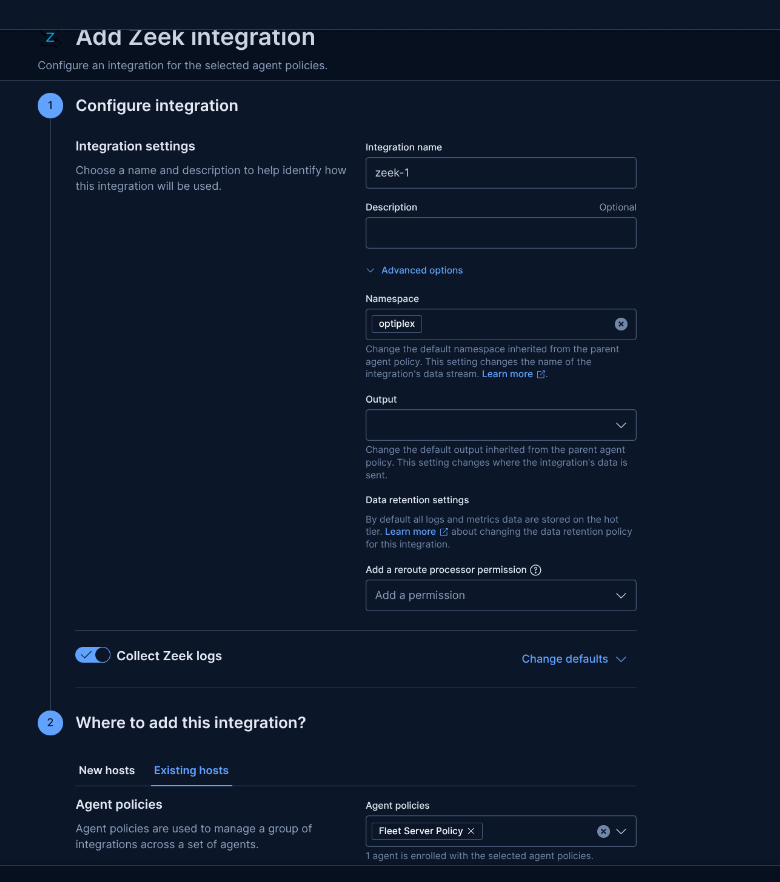 Z Add Zeek integration
Configure an integration for the selected agent policies.
1 Configure integration
Integration settings
Choose a name and description to help identify how
this integration will be used.
Integration name
zeek-1
Description Optional
Advanced options
Namespace
optiplex
Change the default namespace inherited from the parent
agent policy. This setting changes the name of the
integration's data stream. Learn more.
Output
Change the default output inherited from the parent agent
policy. This setting changes where the integration's data is
sent.
Data retention settings
By default all logs and metrics data are stored on the hot
tier. Learn more about changing the data retention policy
for this integration.
Add a reroute processor permission
Add a permission
Collect Zeek logs
Change defaults
2 Where to add this integration?
New hosts Existing hosts
Agent policies
Agent policies are used to manage a group of
integrations across a set of agents.
Agent policies
Fleet Server Policy
1 agent is enrolled with the selected agent policies.